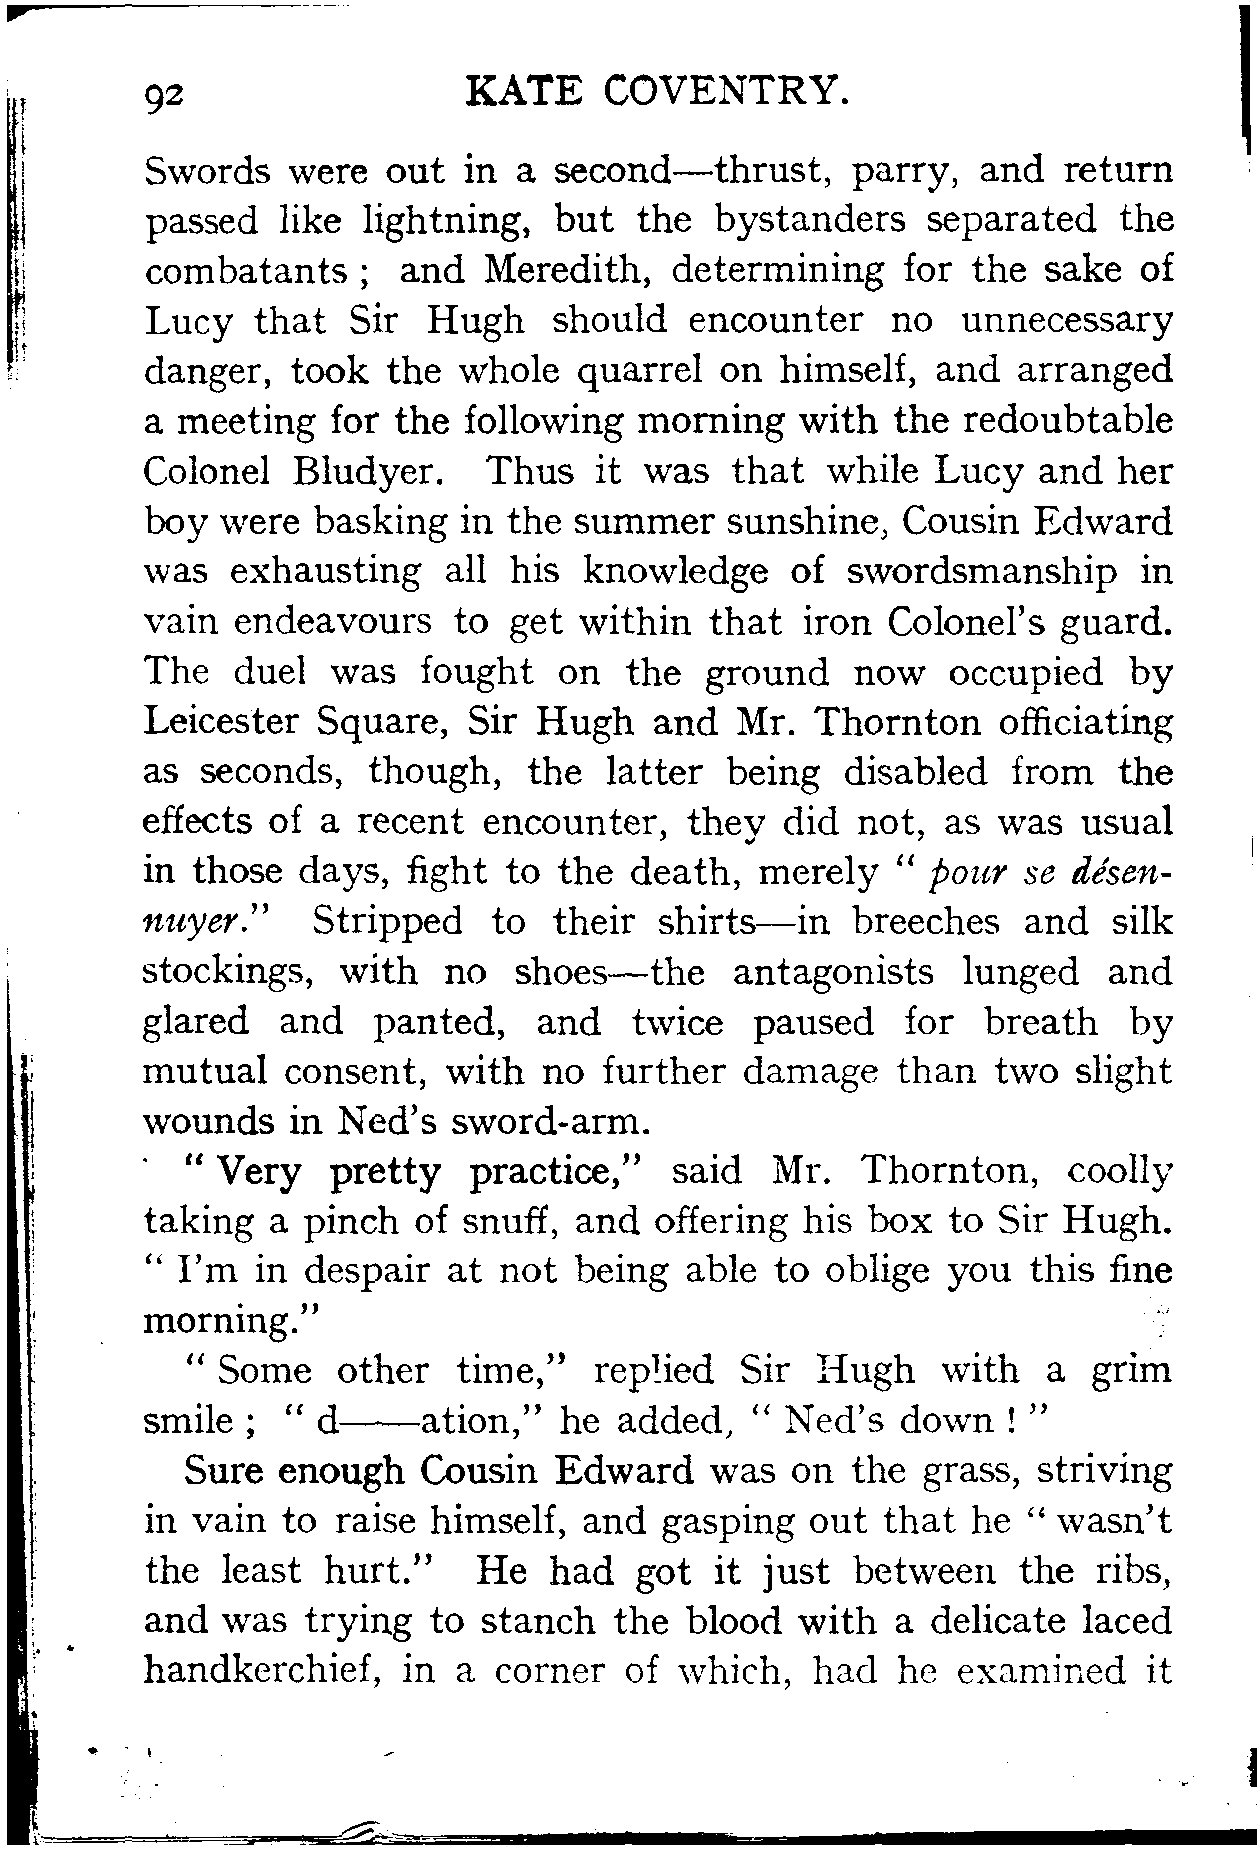 92 KATE COVENTRY.
Swords were out in a second—thrust, parry, and return
passed like lightning, but the bystanders separated the
combatants ; and Meredith, determining for the sake of
Lucy that Sir Hugh should encounter no unnecessary
danger, took the whole quarrel on himself, and arranged
a meeting for the following morning with the redoubtable
Colonel Bludyer. Thus it was that while Lucy and her
boy were basking in the summer sunshine, Cousin Edward
was exhausting all his knowledge of swordsmanship in
vain endeavours to get within that iron Colonel's guard.
The duel was fought on the ground now occupied by
Leicester Square, Sir Hugh and Mr. Thornton officiating
as seconds, though, the latter being disabled from the
effects of a recent encounter, they did not, as was usual
in those days, fight to the death, merely “ pour se désen-
nuyer.” Stripped to their shirts—in breeches and silk
stockings, with no shoes—the antagonists lunged and
glared and panted, and twice paused for breath by
mutual consent, with no further damage than two slight
wounds in Ned's sword-arm.
“ Very pretty practice,” said Mr. Thornton, coolly
taking a pinch of snuff, and offering his box to Sir Hugh.
“ I'm in despair at not being able to oblige you this fine
morning.”
“ Some other time,” replied Sir Hugh with a grim
smile ; “ d——ation,” he added, “ Ned's down ! ”
Sure enough Cousin Edward was on the grass, striving
in vain to raise himself, and gasping out that he “ wasn't
the least hurt.” He had got it just between the ribs,
and was trying to stanch the blood with a delicate laced
handkerchief, in a corner of which, had he examined it